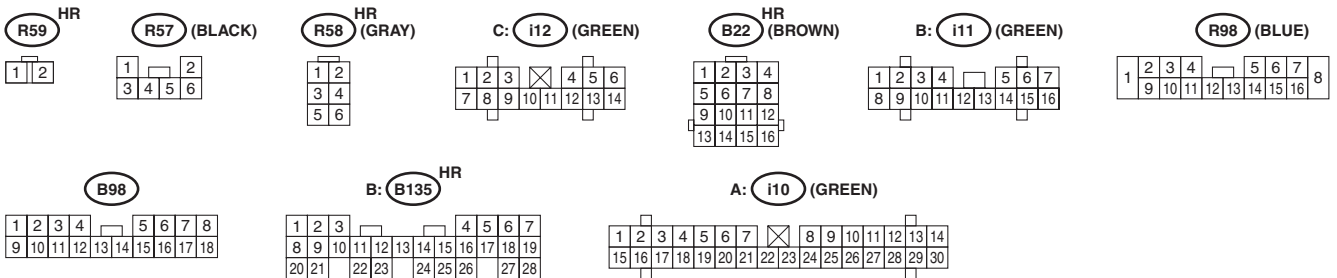 R59 HR
1 2
R57 (BLACK)
1 2
3 4 5 6
R58 HR (GRAY)
1 2
3 4
5 6
C: i12 (GREEN)
1 2 3 4 5 6
7 8 9 10 11 12 13 14
B22 HR (BROWN)
1 2 3 4
5 6 7 8
9 10 11 12
13 14 15 16
B: i11 (GREEN)
1 2 3 4 5 6 7
8 9 10 11 12 13 14 15 16
R98 (BLUE)
1 2 3 4 5 6 7 8
9 10 11 12 13 14 15 16
B98
1 2 3 4 5 6 7 8
9 10 11 12 13 14 15 16 17 18
B: B135 HR
1 2 3 4 5 6 7
8 9 10 11 12 13 14 15 16 17 18 19
20 21 22 23 24 25 26 27 28
A: i10 (GREEN)
1 2 3 4 5 6 7 8 9 10 11 12 13 14
15 16 17 18 19 20 21 22 23 24 25 26 27 28 29 30